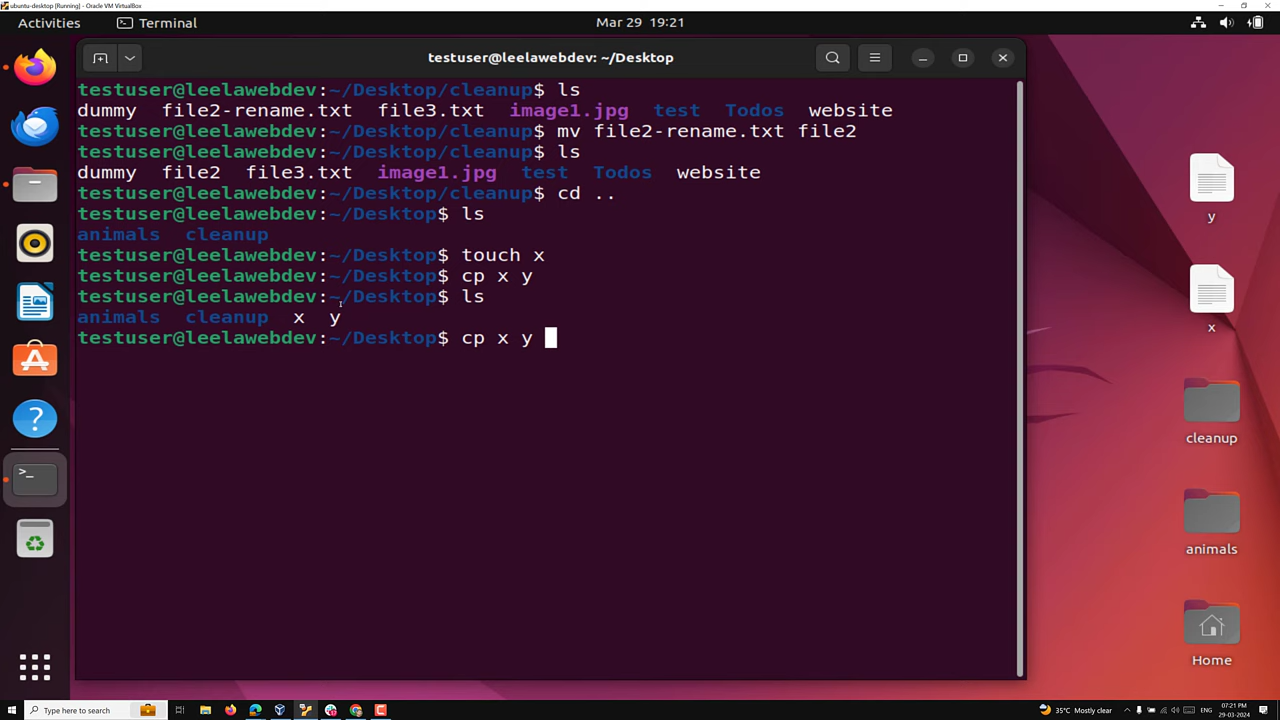 ubuntu-desktop [Running] - Oracle VM VirtualBox
Activities Terminal Mar 29 19:21
testuser@leelawebdev: ~/Desktop
testuser@leelawebdev:~/Desktop/cleanup$ ls
dummy file2-rename.txt file3.txt image1.jpg test Todos website
testuser@leelawebdev:~/Desktop/cleanup$ mv file2-rename.txt file2
testuser@leelawebdev:~/Desktop/cleanup$ ls
dummy file2 file3.txt image1.jpg test Todos website
testuser@leelawebdev:~/Desktop/cleanup$ cd ..
testuser@leelawebdev:~/Desktop$ ls
animals cleanup
testuser@leelawebdev:~/Desktop$ touch x
testuser@leelawebdev:~/Desktop$ cp x y
testuser@leelawebdev:~/Desktop$ ls
animals cleanup x y
testuser@leelawebdev:~/Desktop$ cp x y
y
x
cleanup
animals
Home
Type here to search
35°C Mostly clear
ENG
07:21 PM
29-03-2024